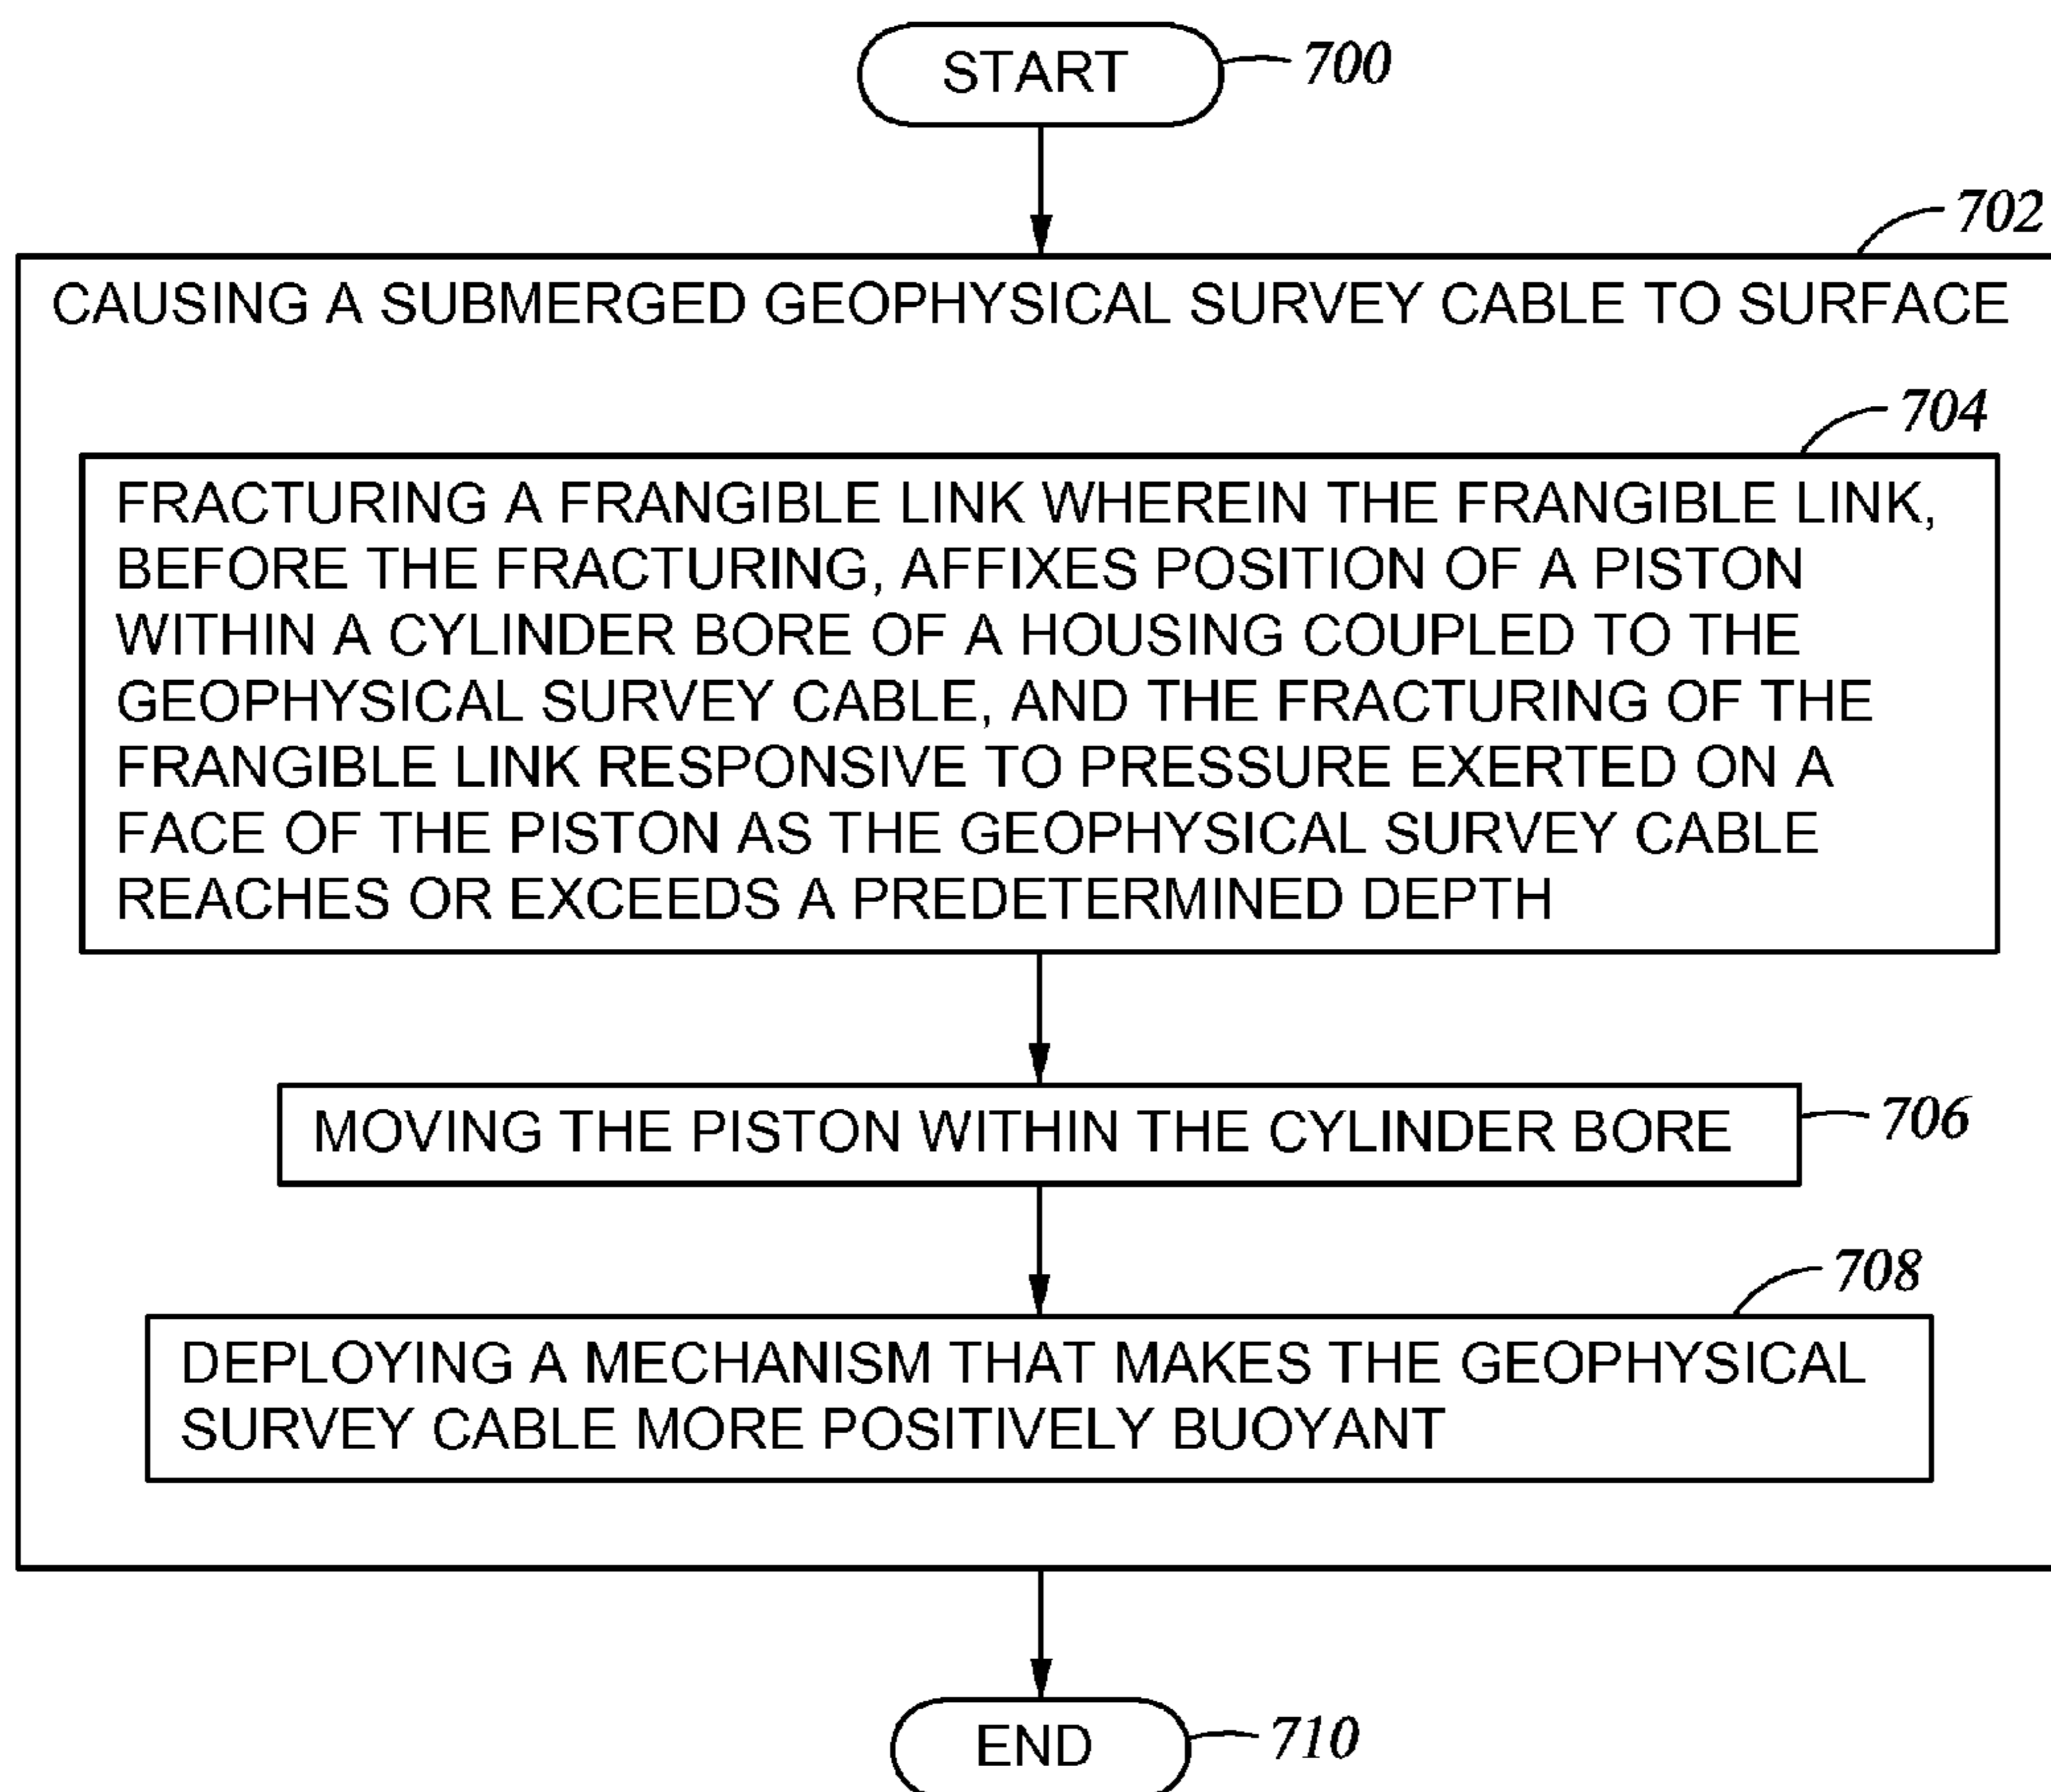 START
700
702
CAUSING A SUBMERGED GEOPHYSICAL SURVEY CABLE TO SURFACE
704
FRACTURING A FRANGIBLE LINK WHEREIN THE FRANGIBLE LINK,
BEFORE THE FRACTURING, AFFIXES POSITION OF A PISTON
WITHIN A CYLINDER BORE OF A HOUSING COUPLED TO THE
GEOPHYSICAL SURVEY CABLE, AND THE FRACTURING OF THE
FRANGIBLE LINK RESPONSIVE TO PRESSURE EXERTED ON A
FACE OF THE PISTON AS THE GEOPHYSICAL SURVEY CABLE
REACHES OR EXCEEDS A PREDETERMINED DEPTH
MOVING THE PISTON WITHIN THE CYLINDER BORE
706
708
DEPLOYING A MECHANISM THAT MAKES THE GEOPHYSICAL
SURVEY CABLE MORE POSITIVELY BUOYANT
END
710